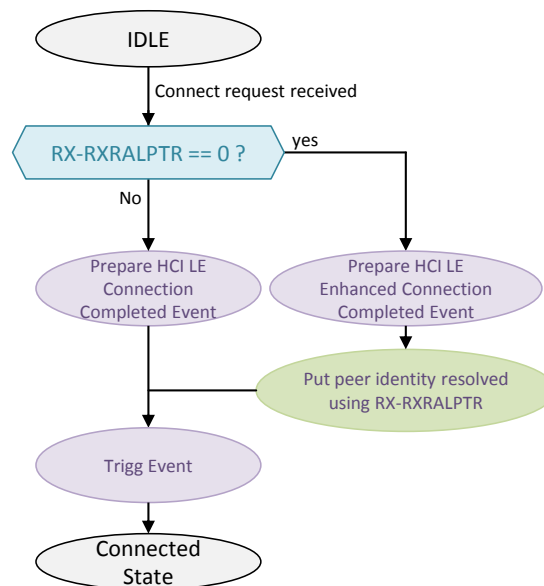 IDLE
Connect request received
RX-RXRALPTR == 0 ?
yes
No
Prepare HCI LE
Connection
Completed Event
Prepare HCI LE
Enhanced Connection
Completed Event
Put peer identity resolved
using RX-RXRALPTR
Trigg Event
Connected
State